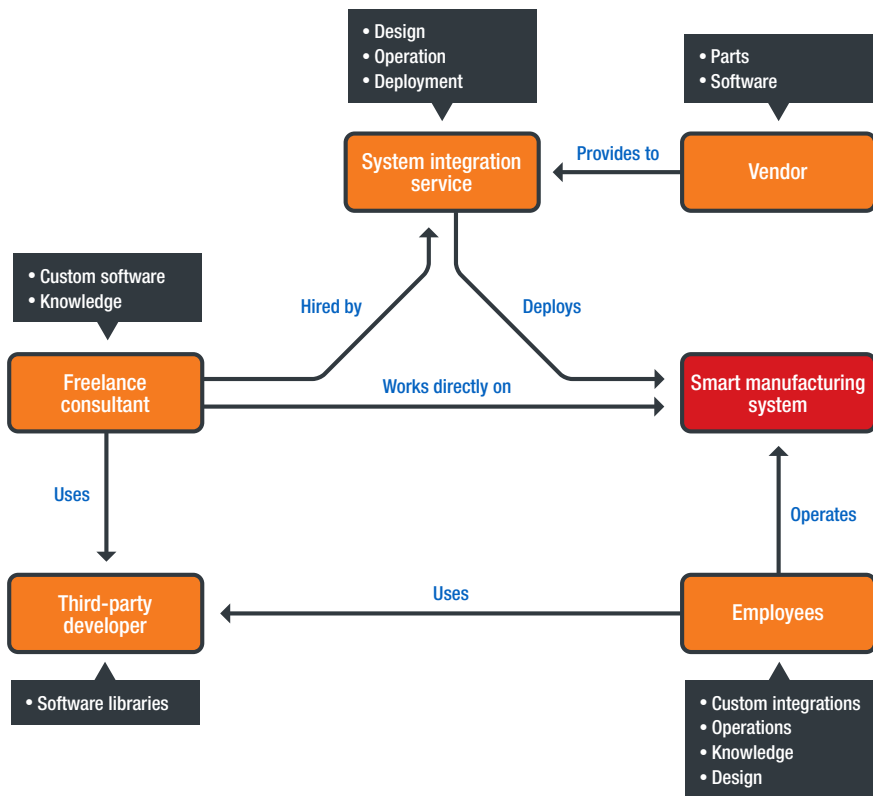 • Design
• Operation
• Deployment
• Parts
• Software
System integration
service
Provides to
Vendor
• Custom software
• Knowledge
Hired by
Deploys
Freelance
consultant
Works directly on
Smart manufacturing
system
Uses
Operates
Third-party
developer
Uses
Employees
• Software libraries
• Custom integrations
• Operations
• Knowledge
• Design